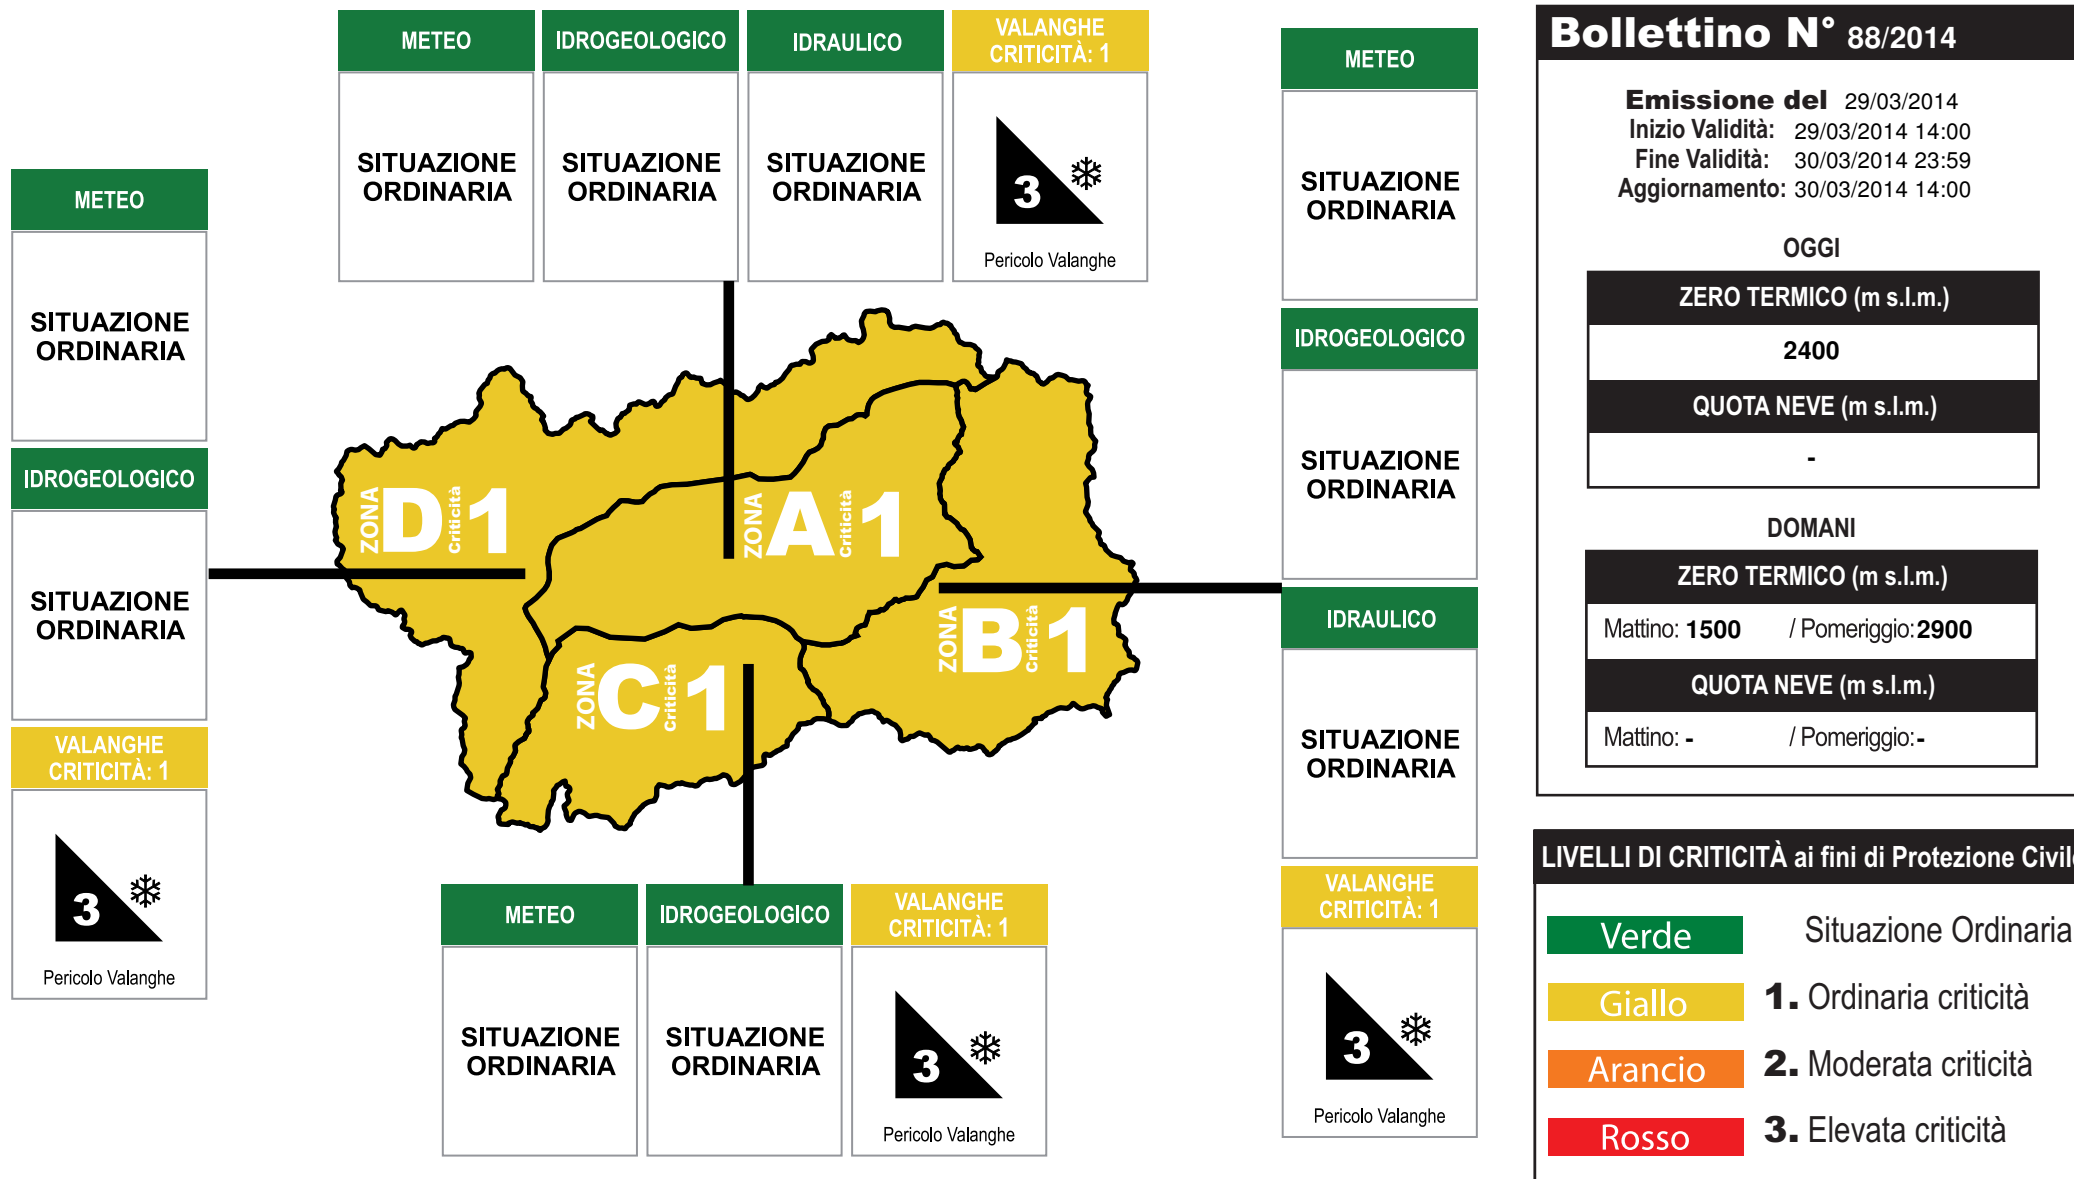 METEO
IDROGEOLOGICO
IDRAULICO
VALANGHE
CRITICITÀ: 1
SITUAZIONE
ORDINARIA
SITUAZIONE
ORDINARIA
SITUAZIONE
ORDINARIA
3
Pericolo Valanghe
METEO
SITUAZIONE
ORDINARIA
IDROGEOLOGICO
SITUAZIONE
ORDINARIA
VALANGHE
CRITICITÀ: 1
3
Pericolo Valanghe
ZONA D Criticità 1
ZONA A Criticità 1
ZONA B Criticità 1
ZONA C Criticità 1
METEO
IDROGEOLOGICO
VALANGHE
CRITICITÀ: 1
SITUAZIONE
ORDINARIA
SITUAZIONE
ORDINARIA
3
Pericolo Valanghe
METEO
SITUAZIONE
ORDINARIA
IDROGEOLOGICO
SITUAZIONE
ORDINARIA
IDRAULICO
SITUAZIONE
ORDINARIA
VALANGHE
CRITICITÀ: 1
3
Pericolo Valanghe
Bollettino N° 88/2014
Emissione del 29/03/2014
Inizio Validità: 29/03/2014 14:00
Fine Validità: 30/03/2014 23:59
Aggiornamento: 30/03/2014 14:00
OGGI
ZERO TERMICO (m s.l.m.)
2400
QUOTA NEVE (m s.l.m.)
-
DOMANI
ZERO TERMICO (m s.l.m.)
Mattino: 1500 / Pomeriggio: 2900
QUOTA NEVE (m s.l.m.)
Mattino: - / Pomeriggio: -
LIVELLI DI CRITICITÀ ai fini di Protezione Civile
Verde Situazione Ordinaria
Giallo 1. Ordinaria criticità
Arancio 2. Moderata criticità
Rosso 3. Elevata criticità